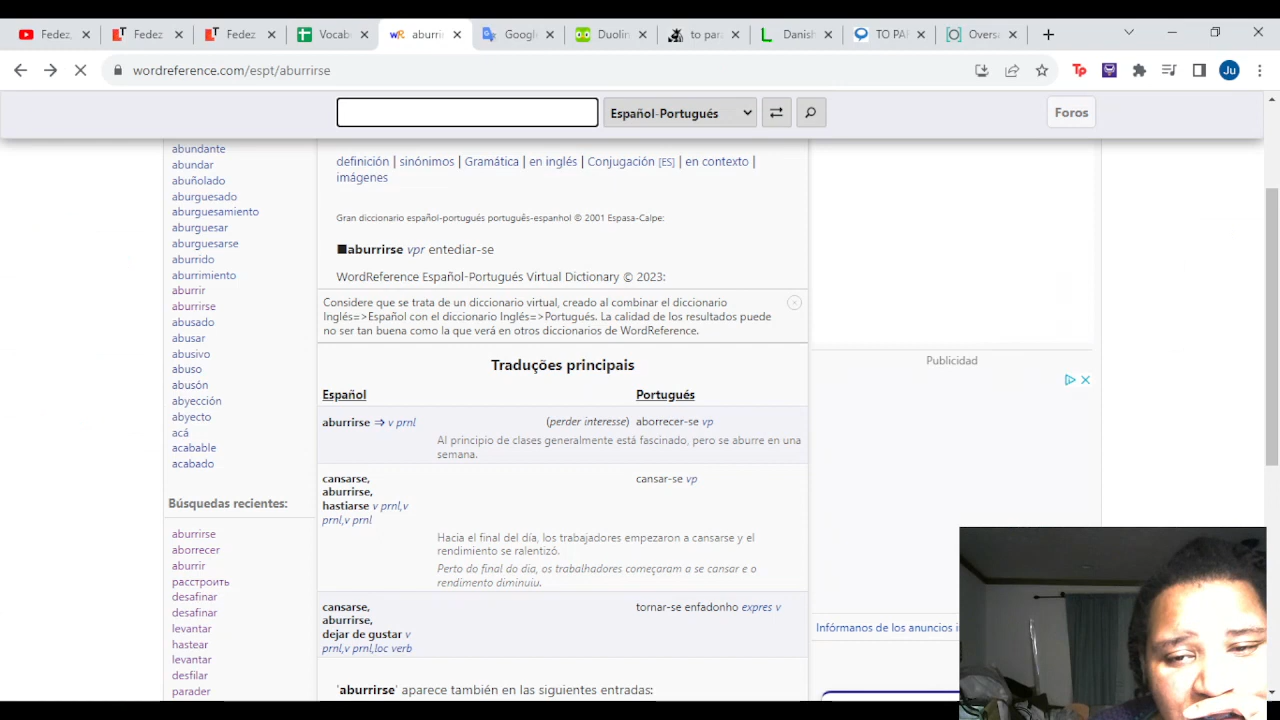 Fedez,
Fedez
Fedez
Vocabu
aburrir
Google
Duolin
to para
Danish
TO PAR
Overs
wordreference.com/espt/aburrirse
Ju
Español-Portugués
Foros
abundante
abundar
abuñolado
aburguesado
aburguesamiento
aburguesar
aburguesarse
aburrido
aburrimiento
aburrir
aburrirse
abusado
abusar
abusivo
abuso
abusón
abyección
abyecto
acá
acabable
acabado
Búsquedas recientes:
aburrirse
aborrecer
aburrir
расстроить
desafinar
desafinar
levantar
hastear
levantar
desfilar
parader
definición | sinónimos | Gramática | en inglés | Conjugación [ES] | en contexto |
imágenes
Gran diccionario español-portugués português-espanhol © 2001 Espasa-Calpe:
■aburrirse vpr entediar-se
WordReference Español-Portugués Virtual Dictionary © 2023:
Considere que se trata de un diccionario virtual, creado al combinar el diccionario
Inglés=>Español con el diccionario Inglés=>Portugués. La calidad de los resultados puede
no ser tan buena como la que verá en otros diccionarios de WordReference.
Traduções principais
Español Portugués
aburrirse ⇒ v prnl (perder interesse) aborrecer-se vp
Al principio de clases generalmente está fascinado, pero se aburre en una
semana.
cansarse, cansar-se vp
aburrirse,
hastiarse v prnl,v
prnl,v prnl
Hacia el final del día, los trabajadores empezaron a cansarse y el
rendimiento se ralentizó.
Perto do final do dia, os trabalhadores começaram a se cansar e o
rendimento diminuiu.
cansarse, tornar-se enfadonho expres v
aburrirse,
dejar de gustar v
prnl,v prnl,loc verb
'aburrirse' aparece también en las siguientes entradas:
Publicidad
Infórmanos de los anuncios